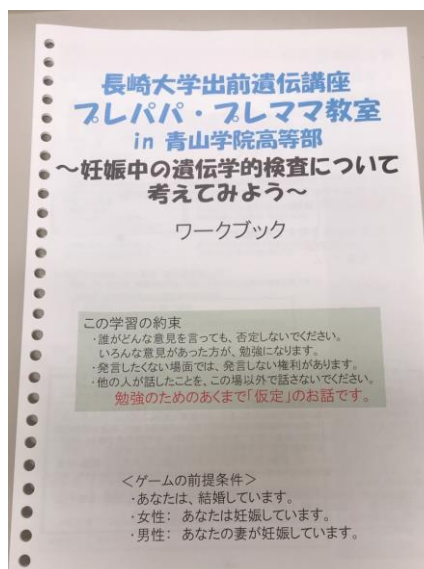 長崎大学出前遺伝講座
プレパパ・プレママ教室
in 青山学院高等部
～妊娠中の遺伝学的検査について
考えてみよう～
ワークブック
この学習の約束
・誰がどんな意見を言っても、否定しないでください。
いろんな意見があった方が、勉強になります。
・発言したくない場面では、発言しない権利があります。
・他の人が話したことを、この場以外で話さないでください。
勉強のためのあくまで「仮定」のお話です。
＜ゲームの前提条件＞
・あなたは、結婚しています。
・女性： あなたは妊娠しています。
・男性： あなたの妻が妊娠しています。